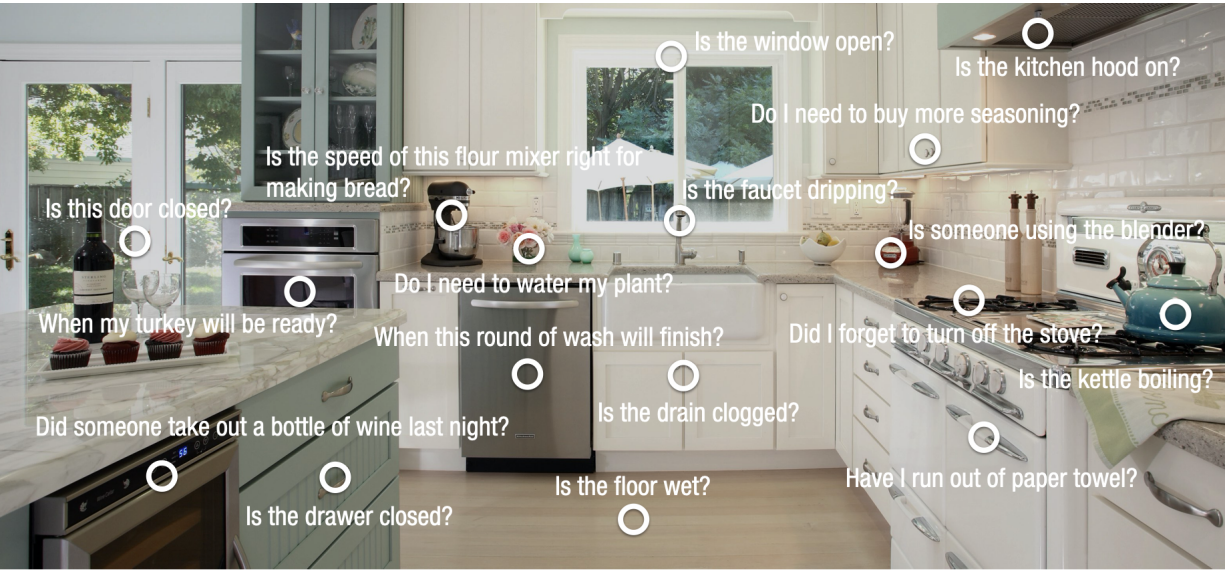 Is the window open?
Is the kitchen hood on?
Do I need to buy more seasoning?
Is the speed of this flour mixer right for
making bread?
Is the faucet dripping?
Is this door closed?
Is someone using the blender?
Do I need to water my plant?
When my turkey will be ready?
When this round of wash will finish?
Did I forget to turn off the stove?
Is the kettle boiling?
Is the drain clogged?
Did someone take out a bottle of wine last night?
56
Have I run out of paper towel?
Is the floor wet?
Is the drawer closed?